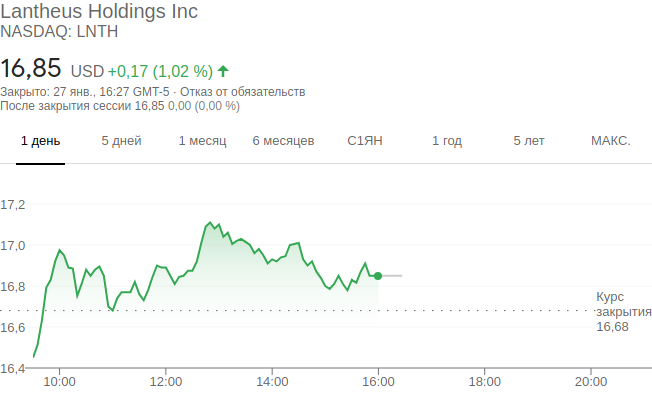 Lantheus Holdings Inc
NASDAQ: LNTH
16,85 USD +0,17 (1,02 %)
Закрыто: 27 янв., 16:27 GMT-5 · Отказ от обязательств
После закрытия сессии 16,85 0,00 (0,00 %)
1 день 5 дней 1 месяц 6 месяцев С1ЯН 1 год 5 лет МАКС.
17,2
17,0
16,8
16,6
16,4
Курс
закрытия
16,68
10:00 12:00 14:00 16:00 18:00 20:00